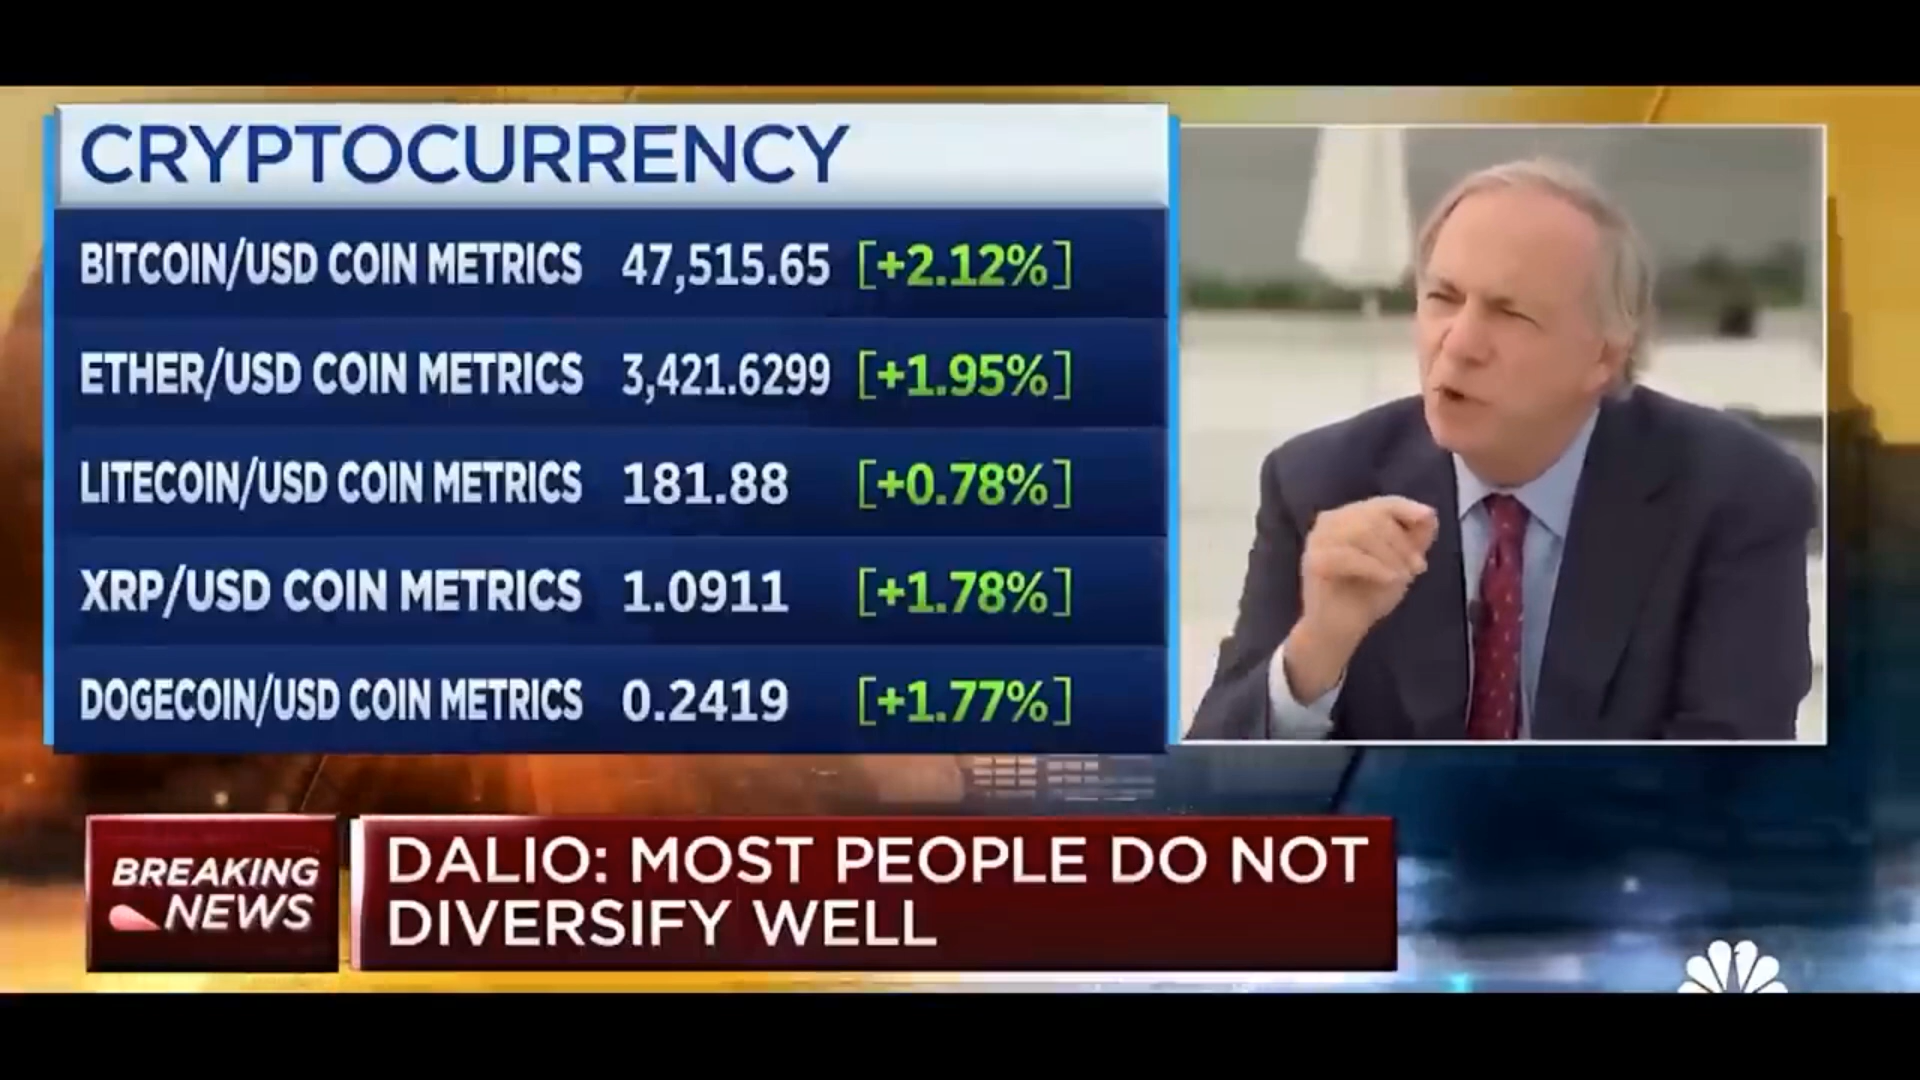 CRYPTOCURRENCY
BITCOIN/USD COIN METRICS 47,515.65 [+2.12%]
ETHER/USD COIN METRICS 3,421.6299 [+1.95%]
LITECOIN/USD COIN METRICS 181.88 [+0.78%]
XRP/USD COIN METRICS 1.0911 [+1.78%]
DOGECOIN/USD COIN METRICS 0.2419 [+1.77%]
BREAKING
NEWS
DALIO: MOST PEOPLE DO NOT
DIVERSIFY WELL